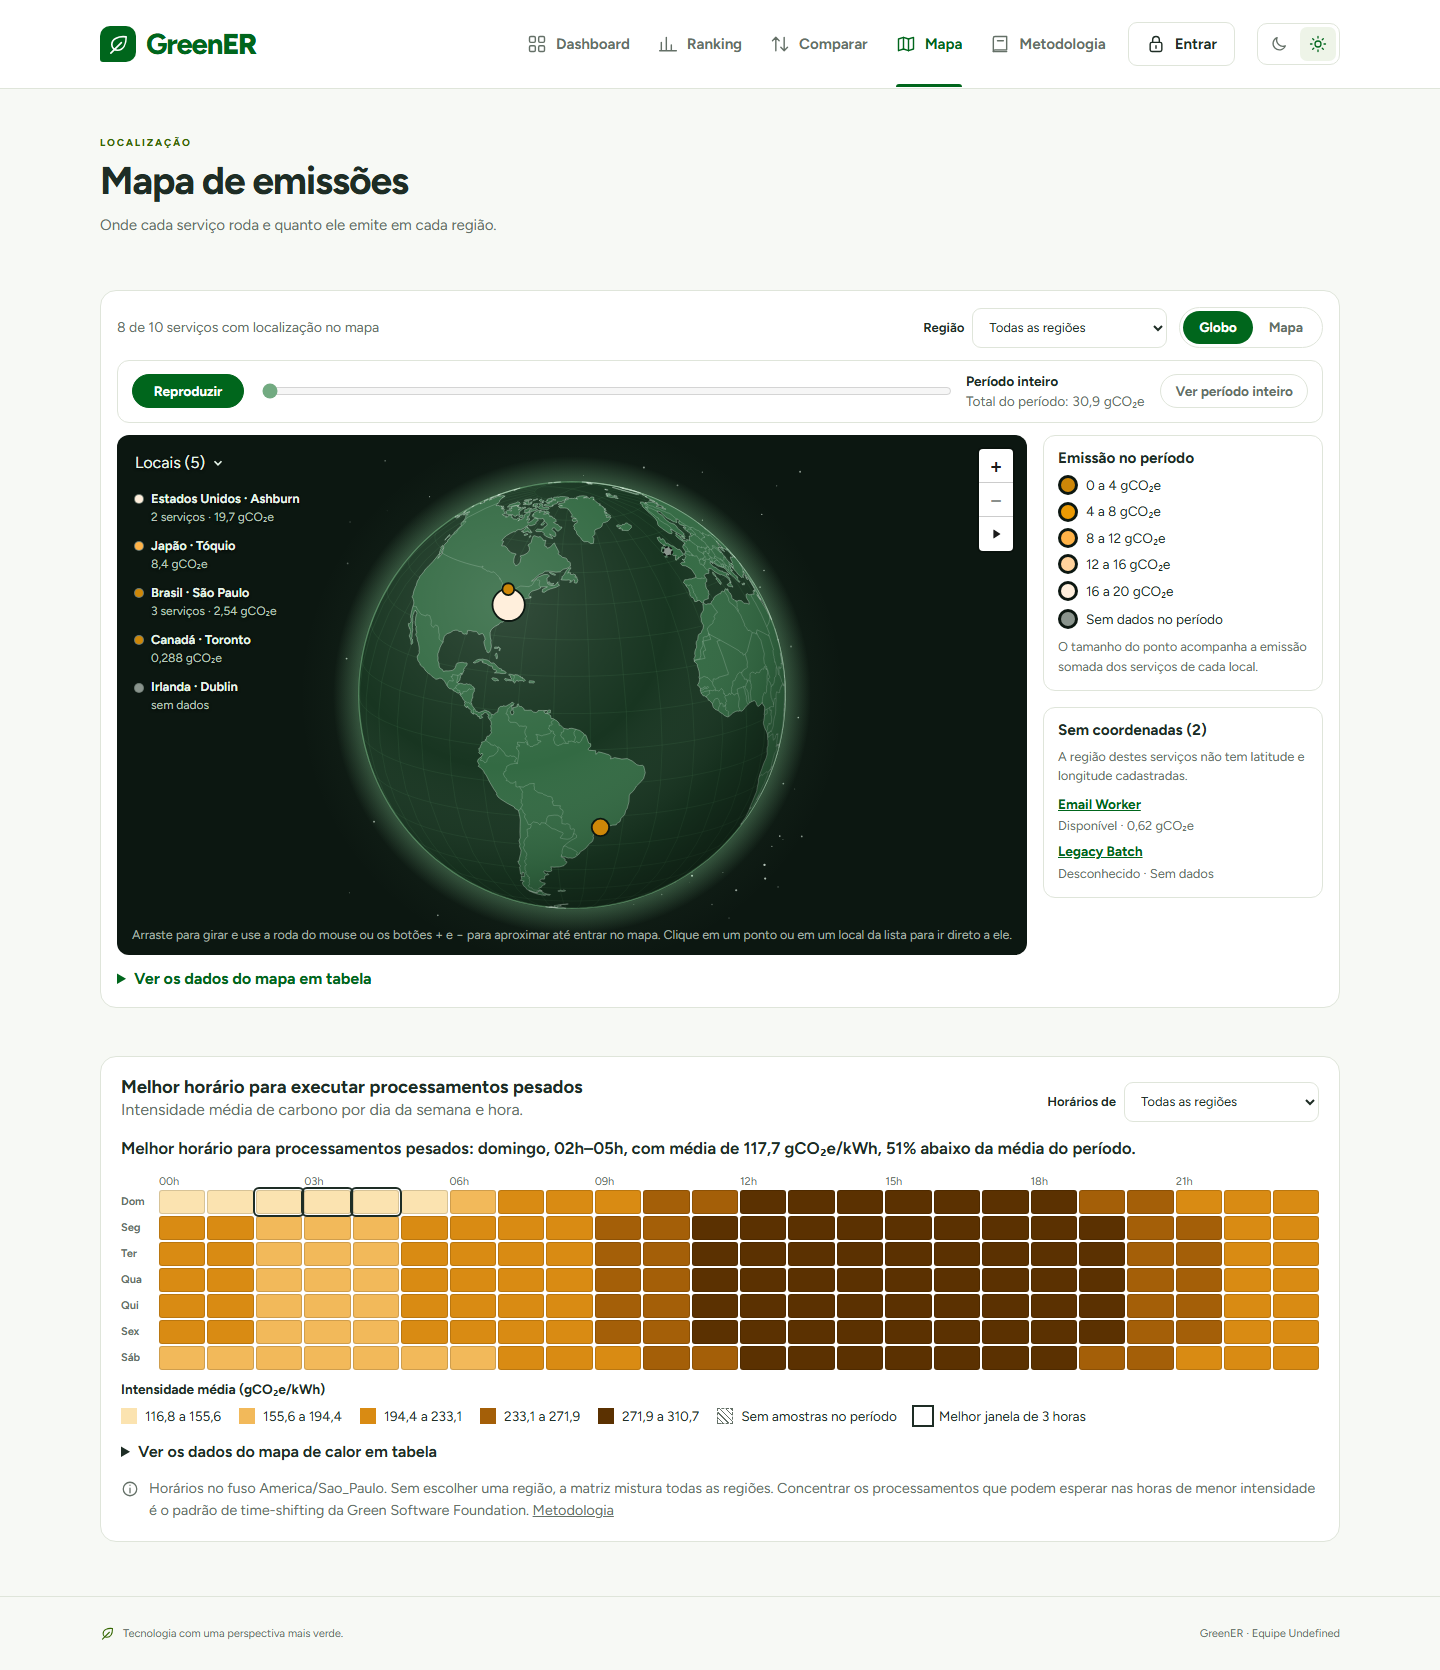 GreenER
Dashboard
Ranking
Comparar
Mapa
Metodologia
Entrar
LOCALIZAÇÃO
Mapa de emissões
Onde cada serviço roda e quanto ele emite em cada região.
8 de 10 serviços com localização no mapa
Região
Todas as regiões
Globo
Mapa
Reproduzir
Período inteiro
Total do período: 30,9 gCO₂e
Ver período inteiro
Locais (5)
Estados Unidos · Ashburn
2 serviços · 19,7 gCO₂e
Japão · Tóquio
8,4 gCO₂e
Brasil · São Paulo
3 serviços · 2,54 gCO₂e
Canadá · Toronto
0,288 gCO₂e
Irlanda · Dublin
sem dados
+
−
Arraste para girar e use a roda do mouse ou os botões + e − para aproximar até entrar no mapa. Clique em um ponto ou em um local da lista para ir direto a ele.
Emissão no período
0 a 4 gCO₂e
4 a 8 gCO₂e
8 a 12 gCO₂e
12 a 16 gCO₂e
16 a 20 gCO₂e
Sem dados no período
O tamanho do ponto acompanha a emissão
somada dos serviços de cada local.
Sem coordenadas (2)
A região destes serviços não tem latitude e
longitude cadastradas.
Email Worker
Disponível · 0,62 gCO₂e
Legacy Batch
Desconhecido · Sem dados
Ver os dados do mapa em tabela
Melhor horário para executar processamentos pesados
Intensidade média de carbono por dia da semana e hora.
Horários de
Todas as regiões
Melhor horário para processamentos pesados: domingo, 02h–05h, com média de 117,7 gCO₂e/kWh, 51% abaixo da média do período.
00h 03h 06h 09h 12h 15h 18h 21h
Dom
Seg
Ter
Qua
Qui
Sex
Sáb
Intensidade média (gCO₂e/kWh)
116,8 a 155,6
155,6 a 194,4
194,4 a 233,1
233,1 a 271,9
271,9 a 310,7
Sem amostras no período
Melhor janela de 3 horas
Ver os dados do mapa de calor em tabela
Horários no fuso America/Sao_Paulo. Sem escolher uma região, a matriz mistura todas as regiões. Concentrar os processamentos que podem esperar nas horas de menor intensidade
é o padrão de time-shifting da Green Software Foundation. Metodologia
Tecnologia com uma perspectiva mais verde.
GreenER · Equipe Undefined